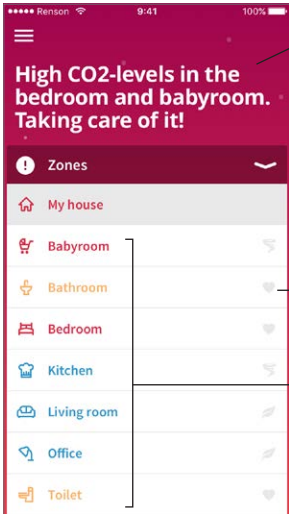 Renson 9:41 100%
High CO2-levels in the
bedroom and babyroom.
Taking care of it!
Zones
My house
Babyroom
Bathroom
Bedroom
Kitchen
Living room
Office
Toilet